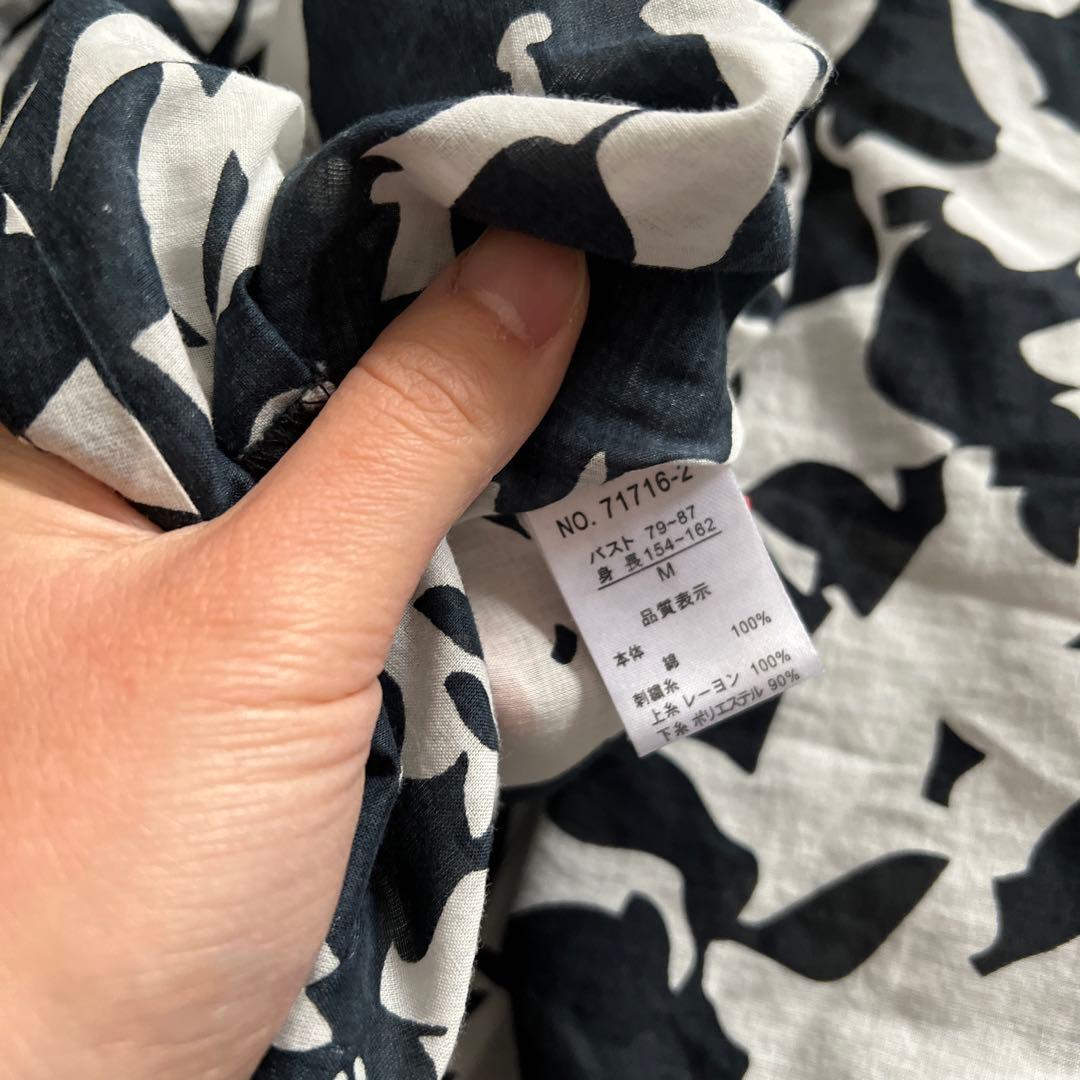 NO. 71716-2
バスト 79~87
身 長 154~162
M
品質表示
本体 100%
綿
刺繍糸
上糸 レーヨン 100%
下糸 ポリエステル 90%